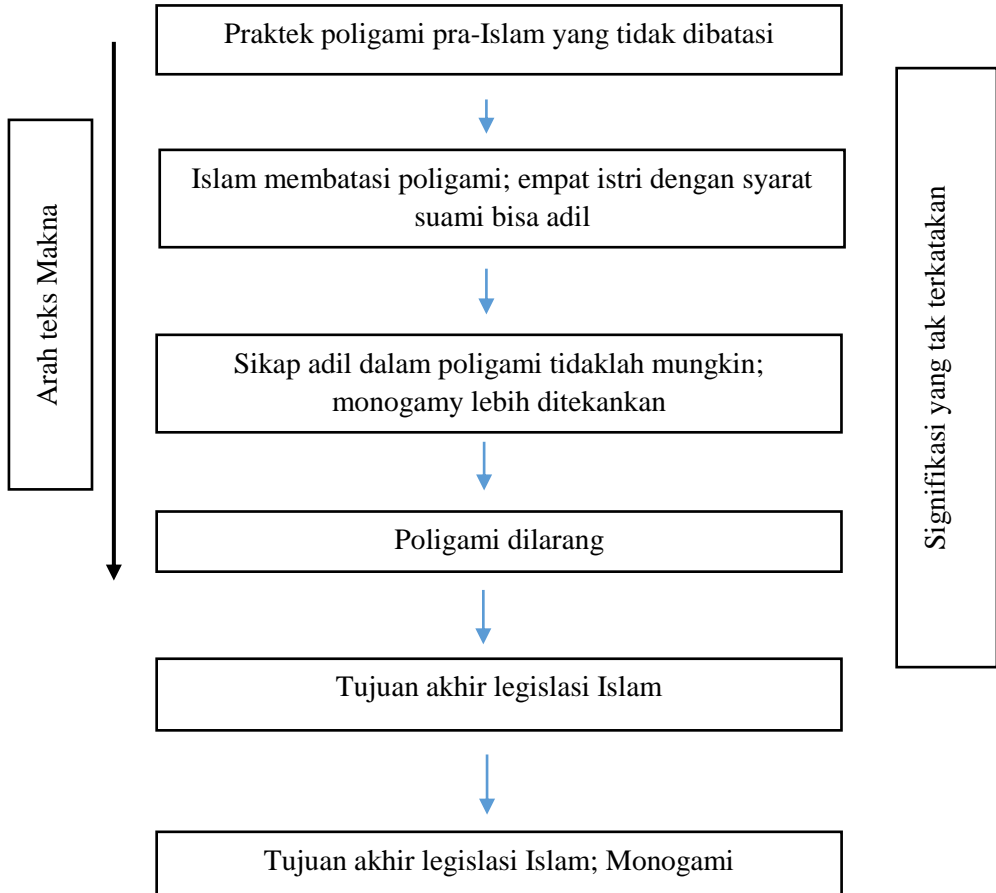 Praktek poligami pra-Islam yang tidak dibatasi
Islam membatasi poligami; empat istri dengan syarat
suami bisa adil
Arah teks Makna
Signifikasi yang tak terkatakan
Sikap adil dalam poligami tidaklah mungkin;
monogamy lebih ditekankan
Poligami dilarang
Tujuan akhir legislasi Islam
Tujuan akhir legislasi Islam; Monogami